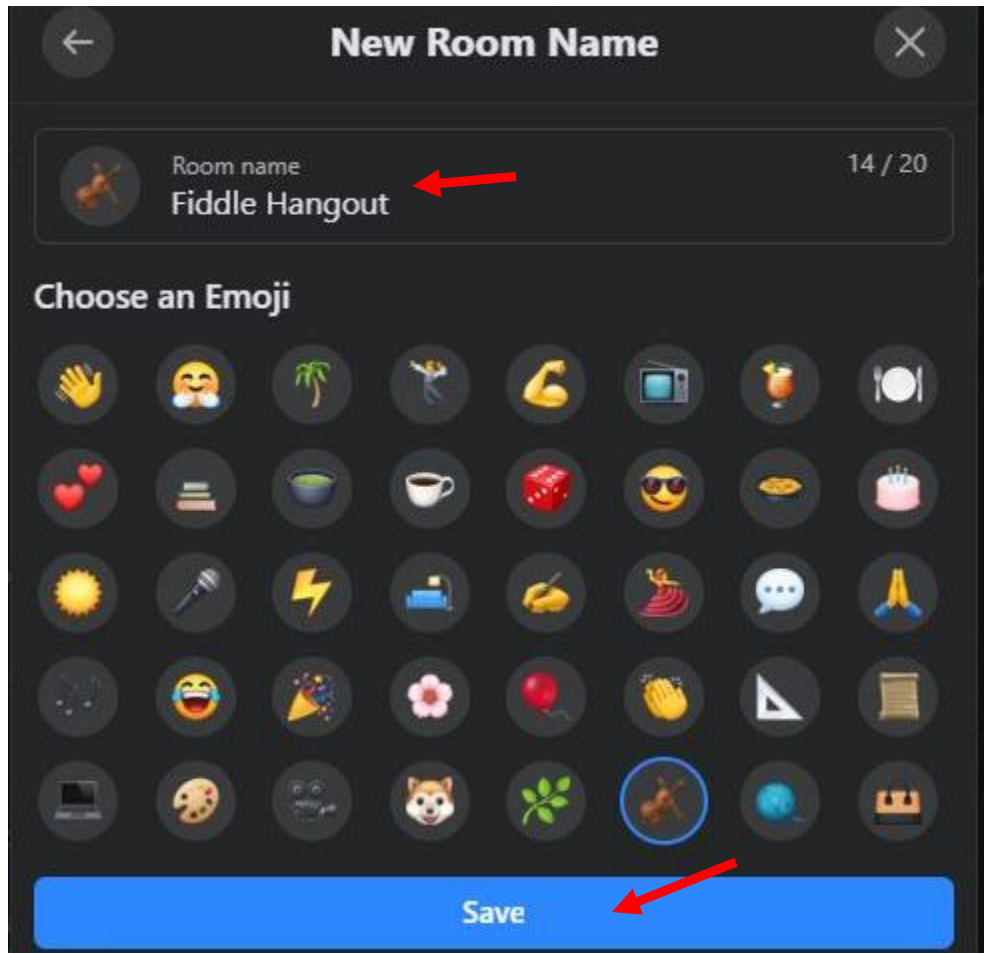 New Room Name
Room name
14 / 20
Fiddle Hangout
Choose an Emoji
Save